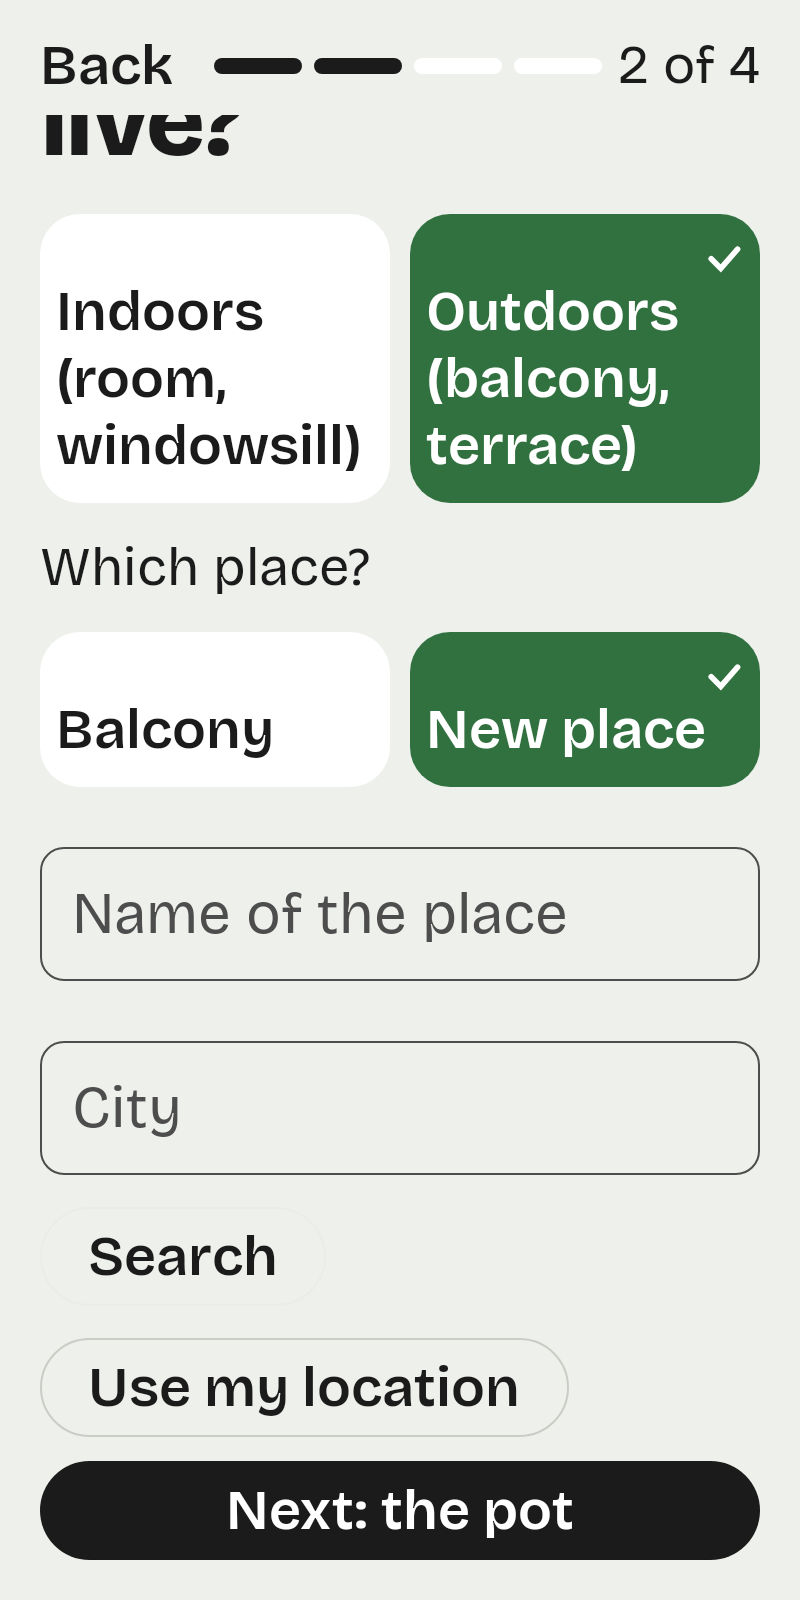 Back
2 of 4
live?
Indoors
(room,
windowsill)
Outdoors
(balcony,
terrace)
Which place?
Balcony
New place
Name of the place
City
Search
Use my location
Next: the pot